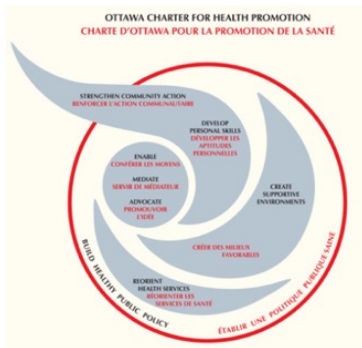 OTTAWA CHARTER FOR HEALTH PROMOTION
CHARTE D'OTTAWA POUR LA PROMOTION DE LA SANTÉ
STRENGTHEN COMMUNITY ACTION
RENFORCER L'ACTION COMMUNAUTAIRE
DEVELOP
PERSONAL SKILLS
DÉVELOPPER LES
APTITUDES
PERSONNELLES
ENABLE
CONFÉRER LES MOYENS
MEDIATE
SERVIR DE MÉDIATEUR
ADVOCATE
PROMOUVOIR
L'IDÉE
CREATE
SUPPORTIVE
ENVIRONMENTS
CRÉER DES MILIEUX
FAVORABLES
REORIENT
HEALTH SERVICES
RÉORIENTER LES
SERVICES DE SANTÉ
BUILD HEALTHY PUBLIC POLICY
ÉTABLIR UNE POLITIQUE PUBLIQUE SAINE